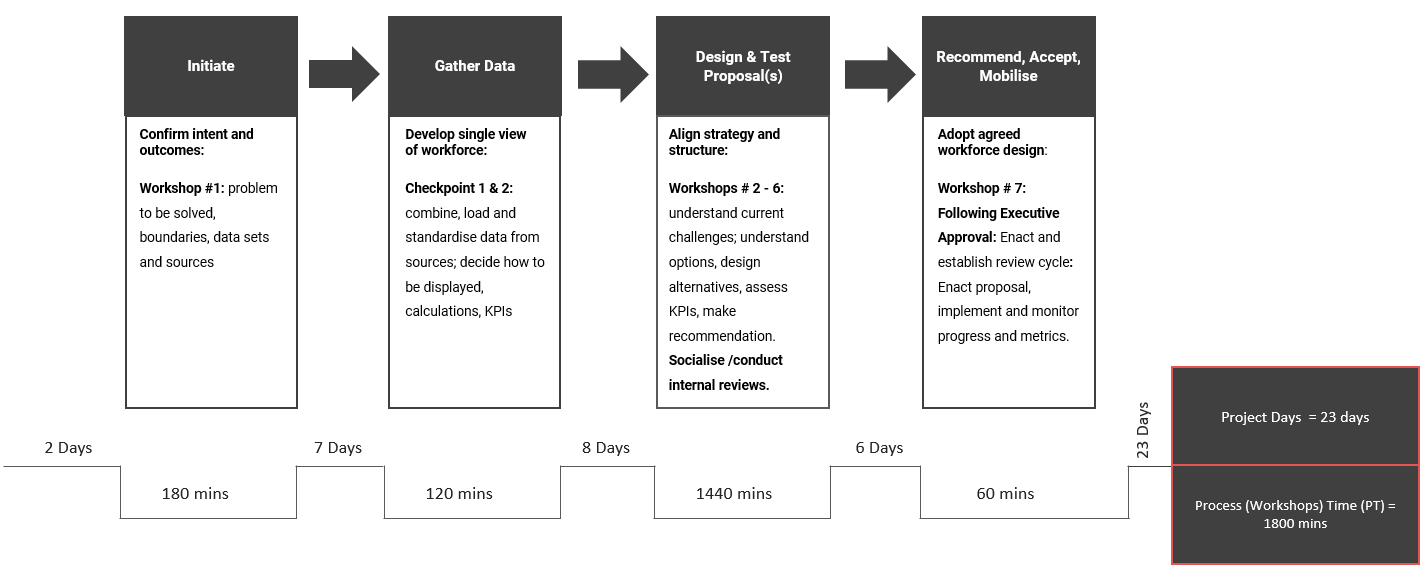 Initiate
Gather Data
Design & Test
Proposal(s)
Recommend, Accept,
Mobilise
Confirm intent and
outcomes:
Workshop #1: problem
to be solved,
boundaries, data sets
and sources
Develop single view
of workforce:
Checkpoint 1 & 2:
combine, load and
standardise data from
sources; decide how to
be displayed,
calculations, KPIs
Align strategy and
structure:
Workshops # 2 - 6:
understand current
challenges; understand
options, design
alternatives, assess
KPIs, make
recommendation.
Socialise /conduct
internal reviews.
Adopt agreed
workforce design:
Workshop # 7:
Following Executive
Approval: Enact and
establish review cycle:
Enact proposal,
implement and monitor
progress and metrics.
2 Days
7 Days
8 Days
6 Days
23 Days
180 mins
120 mins
1440 mins
60 mins
Project Days = 23 days
Process (Workshops) Time (PT) =
1800 mins